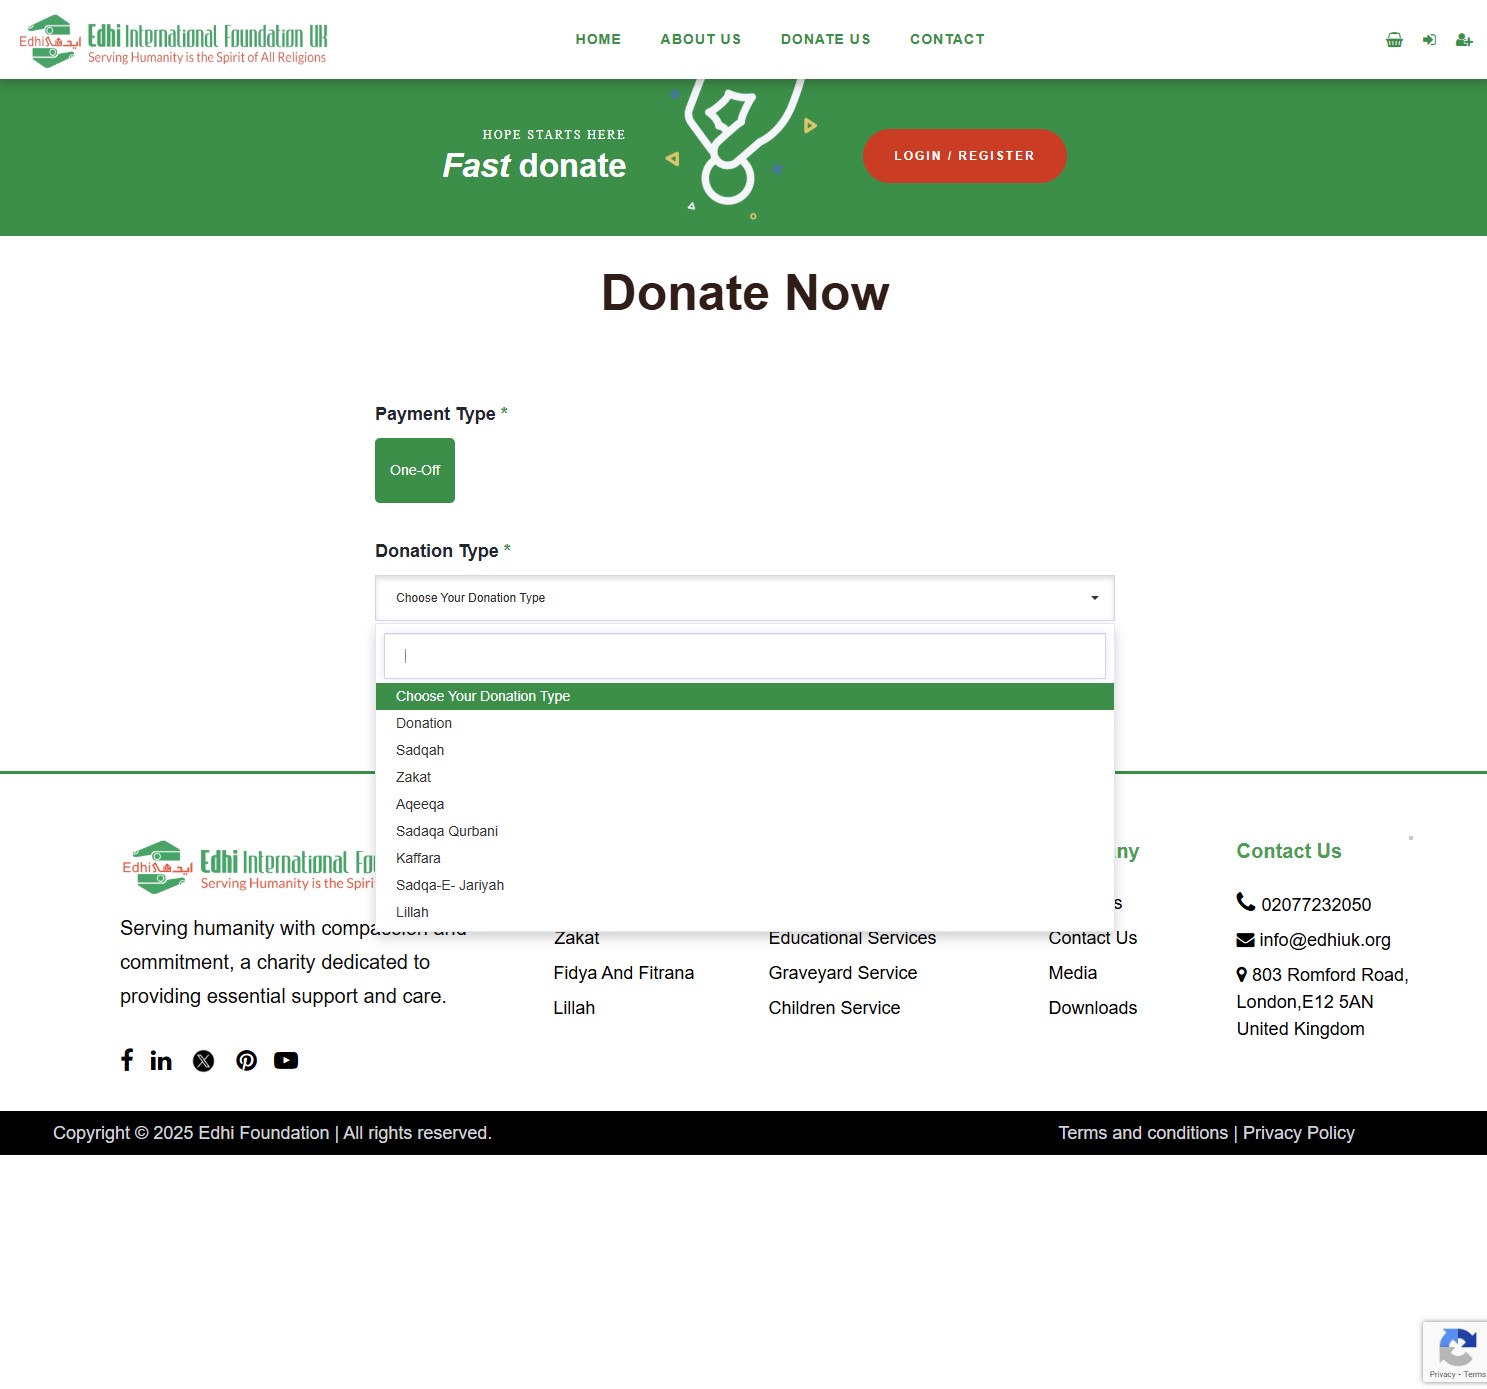 Edhi ایدھی
Edhi International Foundation UK
Serving Humanity is the Spirit of All Religions
HOME
ABOUT US
DONATE US
CONTACT
HOPE STARTS HERE
Fast donate
LOGIN / REGISTER
Donate Now
Payment Type *
One-Off
Donation Type *
Choose Your Donation Type
Choose Your Donation Type
Donation
Sadqah
Zakat
Aqeeqa
Sadaqa Qurbani
Kaffara
Sadqa-E- Jariyah
Lillah
Edhi ایدھی
Edhi International
Serving Humanity is the
Serving humanity with compassion and
commitment, a charity dedicated to
providing essential support and care.
Zakat
Fidya And Fitrana
Lillah
Educational Services
Graveyard Service
Children Service
Contact Us
Media
Downloads
Contact Us
02077232050
info@edhiuk.org
803 Romford Road,
London,E12 5AN
United Kingdom
Copyright © 2025 Edhi Foundation | All rights reserved.
Terms and conditions | Privacy Policy
Privacy - Terms